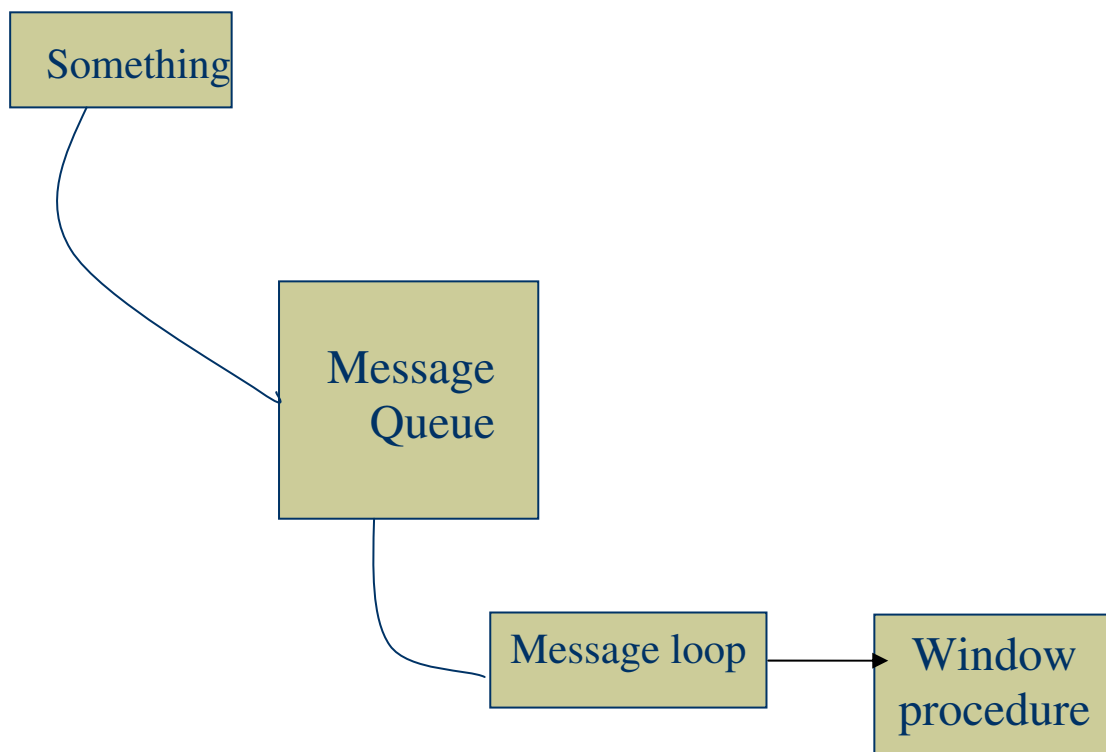 Something
Message
Queue
Message loop
Window
procedure